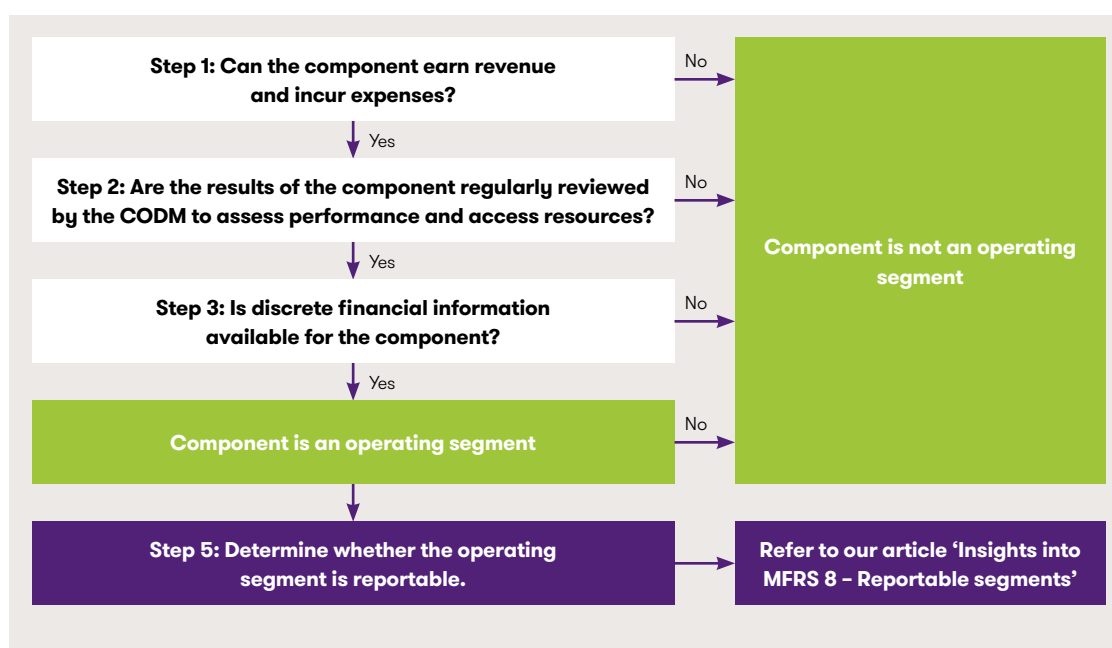 Step 1: Can the component earn revenue
and incur expenses?
No
Yes
Step 2: Are the results of the component regularly reviewed
by the CODM to assess performance and access resources?
No
Yes
Step 3: Is discrete financial information
available for the component?
No
Yes
Component is not an operating
segment
Component is an operating segment
No
Step 5: Determine whether the operating
segment is reportable.
Refer to our article ‘Insights into
MFRS 8 – Reportable segments’